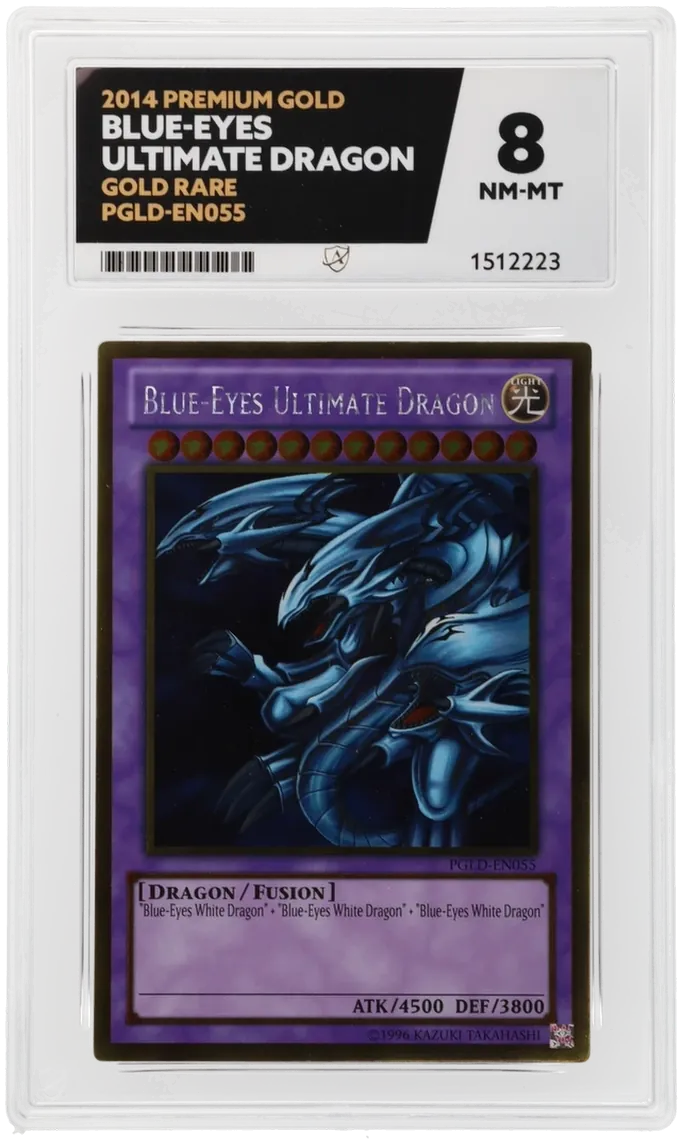 2014 PREMIUM GOLD
BLUE-EYES
ULTIMATE DRAGON
GOLD RARE
PGLD-EN055
8
NM-MT
A
1512223
BLUE-EYES ULTIMATE DRAGON
LIGHT
光
PGLD-EN055
[DRAGON/FUSION]
"Blue-Eyes White Dragon" + "Blue-Eyes White Dragon" + "Blue-Eyes White Dragon"
ATK/4500 DEF/3800
©1996 KAZUKI TAKAHASHI